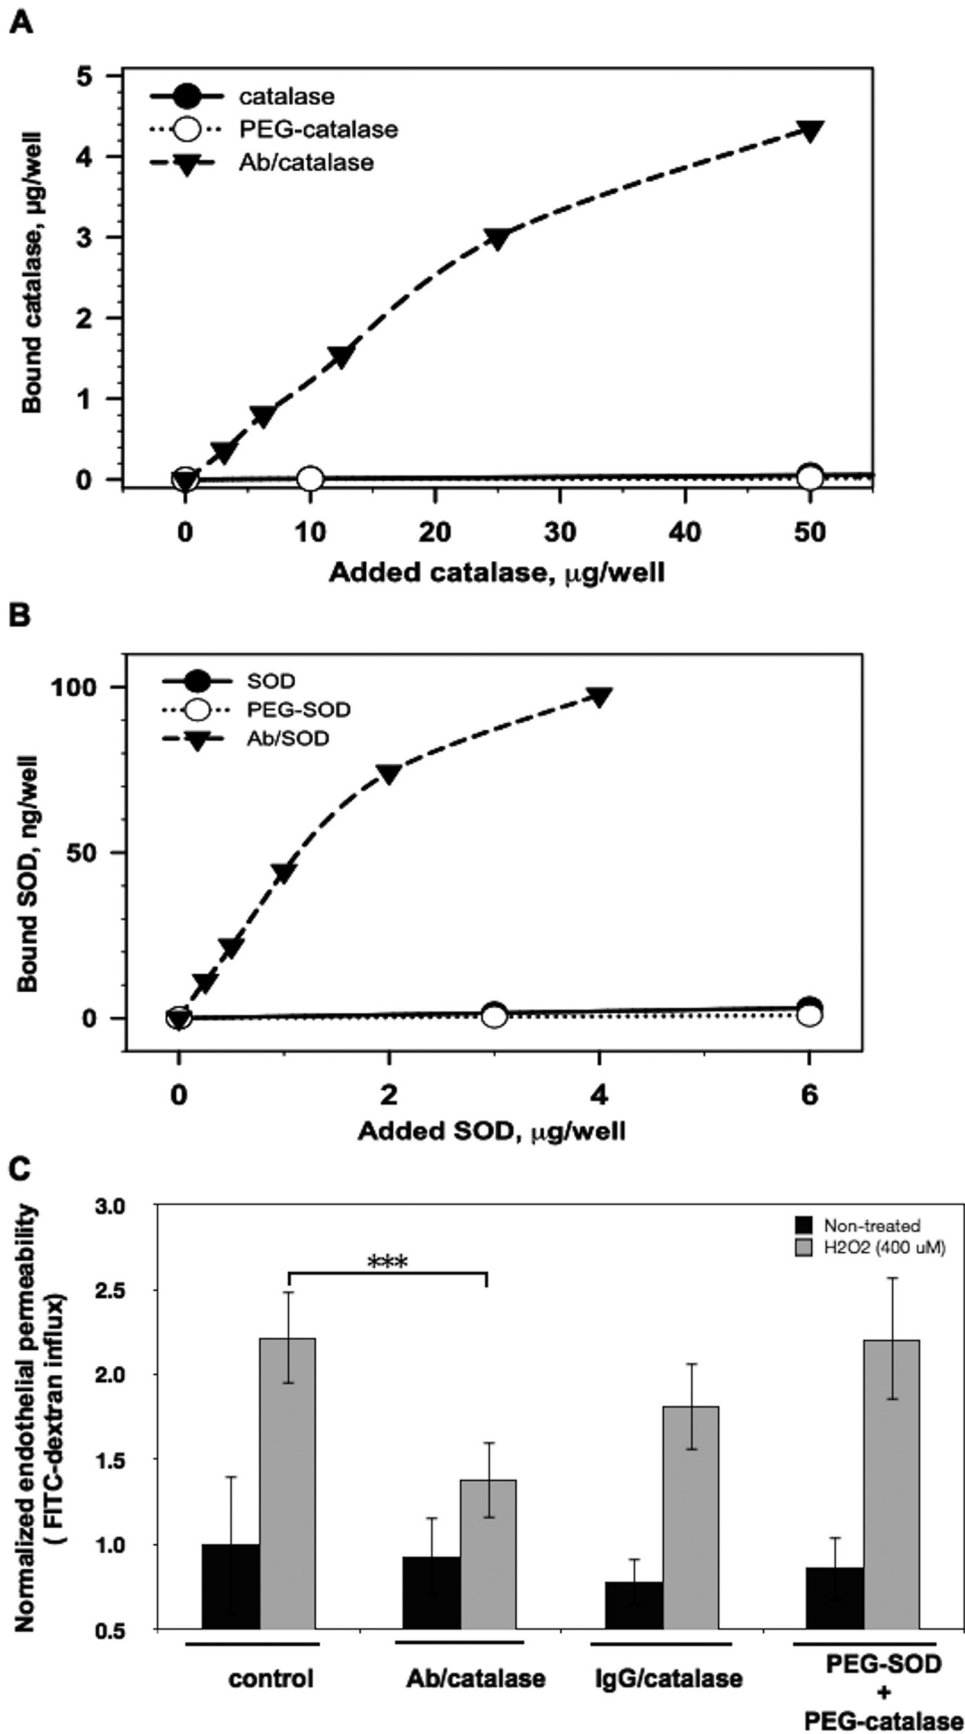 A
catalase
PEG-catalase
Ab/catalase
Bound catalase, µg/well
5
4
3
2
1
0
0 10 20 30 40 50
Added catalase, µg/well
B
SOD
PEG-SOD
Ab/SOD
Bound SOD, ng/well
100
50
0
0 2 4 6
Added SOD, µg/well
C
Normalized endothelial permeability
( FITC-dextran influx)
3.0
2.5
2.0
1.5
1.0
0.5
Non-treated
H2O2 (400 uM)
***
control Ab/catalase IgG/catalase PEG-SOD
+
PEG-catalase